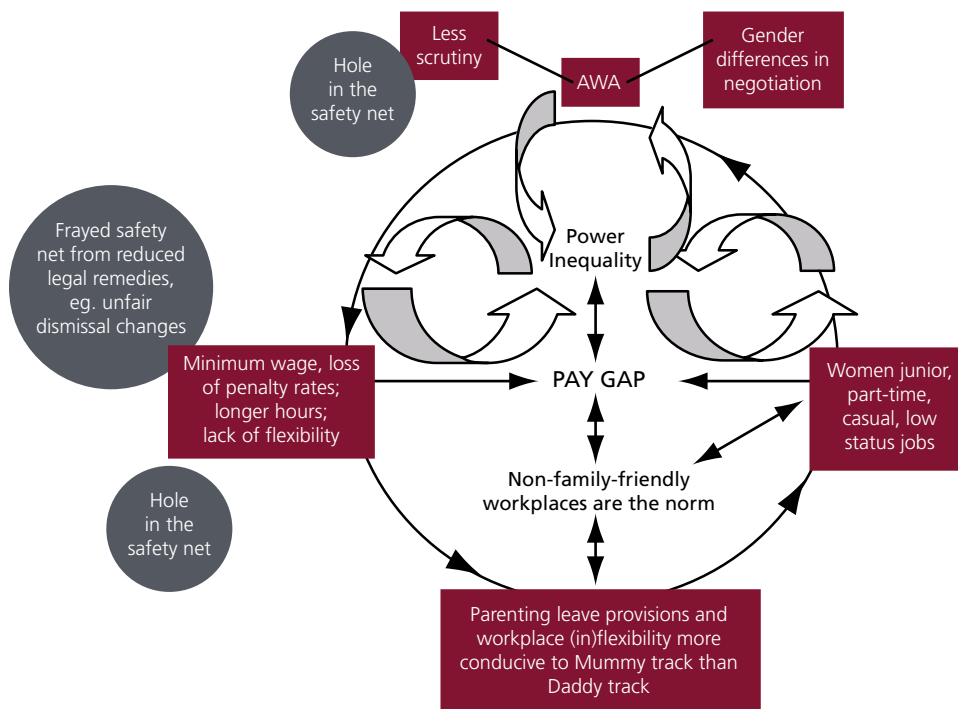 Less
scrutiny
AWA
Gender
differences in
negotiation
Hole
in the
safety net
Frayed safety
net from reduced
legal remedies,
eg. unfair
dismissal changes
Power
Inequality
Minimum wage, loss
of penalty rates;
longer hours;
lack of flexibility
PAY GAP
Women junior,
part-time,
casual, low
status jobs
Non-family-friendly
workplaces are the norm
Hole
in the
safety net
Parenting leave provisions and
workplace (in)flexibility more
conducive to Mummy track than
Daddy track